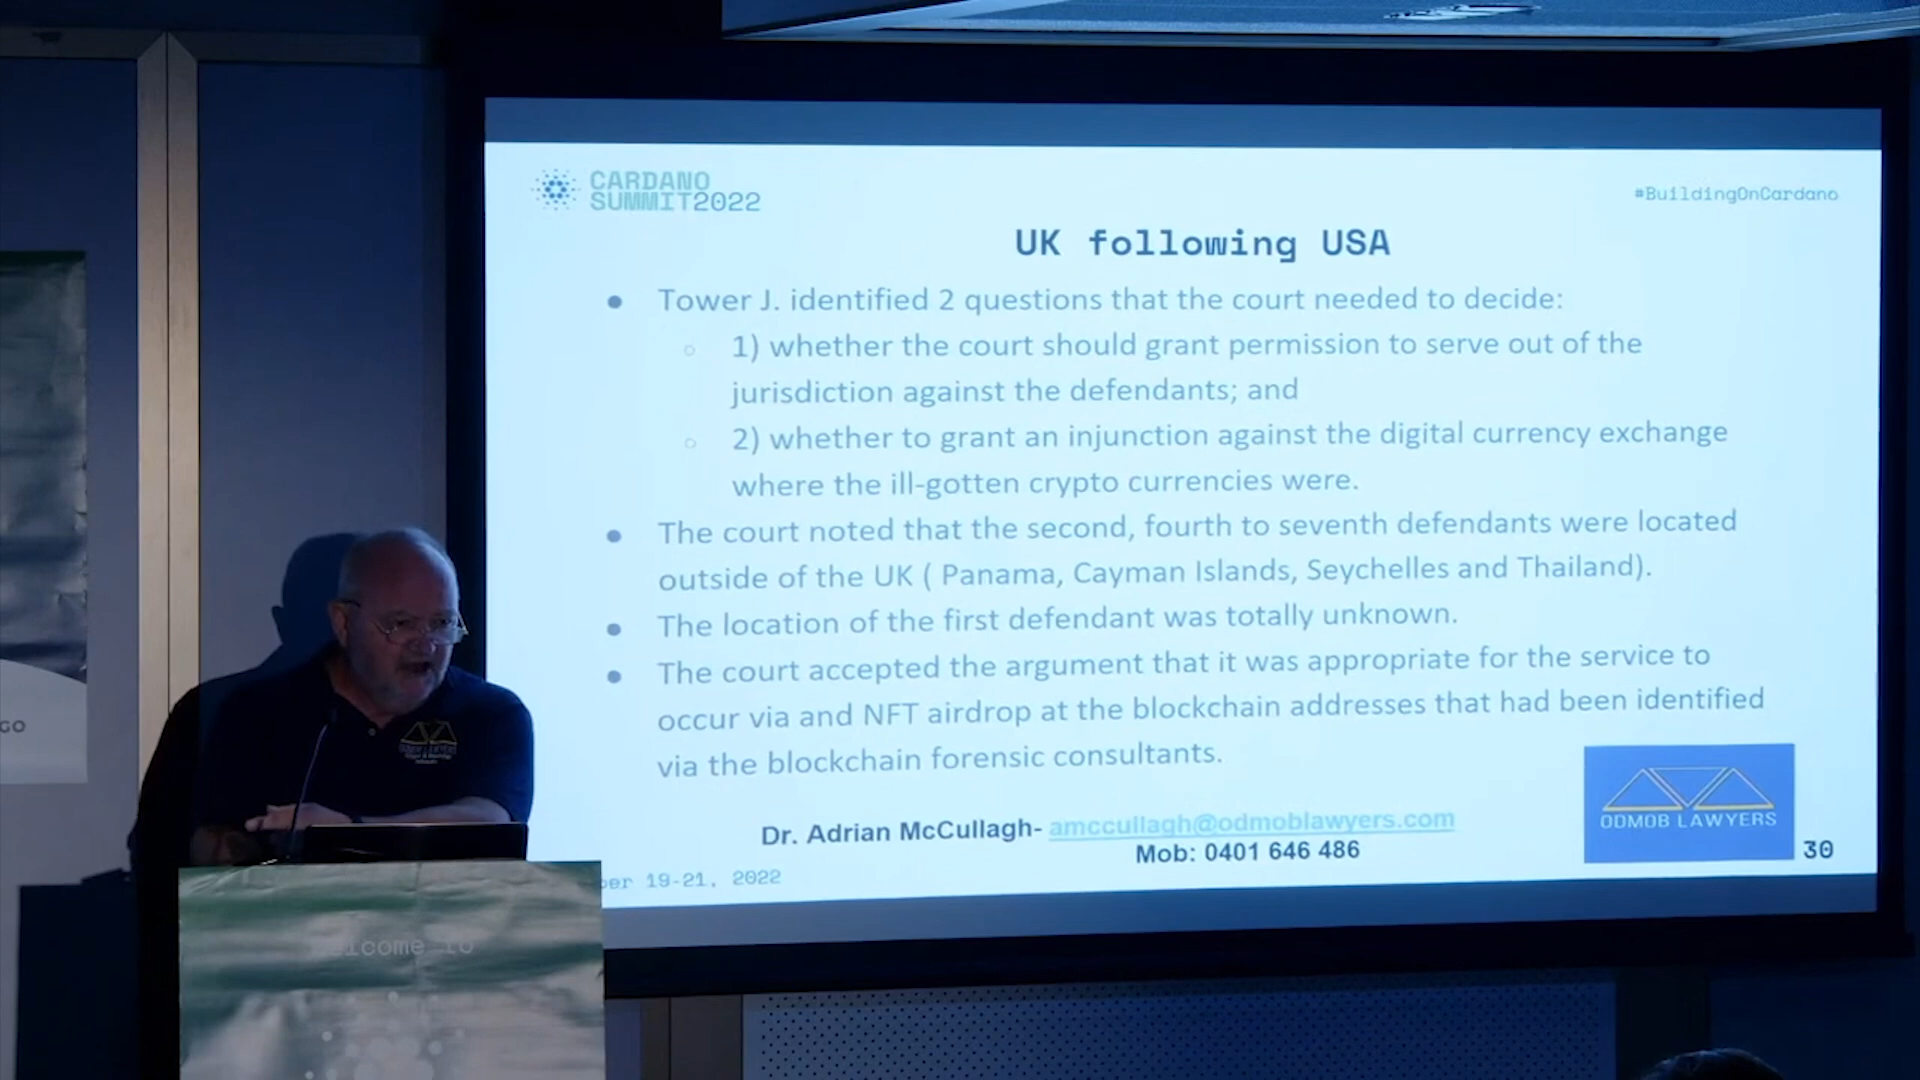 CARDANO
SUMMIT2022
#BuildingOnCardano
UK following USA
Tower J. identified 2 questions that the court needed to decide:
1) whether the court should grant permission to serve out of the
jurisdiction against the defendants; and
2) whether to grant an injunction against the digital currency exchange
where the ill-gotten crypto currencies were.
The court noted that the second, fourth to seventh defendants were located
outside of the UK ( Panama, Cayman Islands, Seychelles and Thailand).
The location of the first defendant was totally unknown.
The court accepted the argument that it was appropriate for the service to
occur via and NFT airdrop at the blockchain addresses that had been identified
via the blockchain forensic consultants.
Dr. Adrian McCullagh- amccullagh@odmoblawyers.com
Mob: 0401 646 486
ODMOB LAWYERS
30
ber 19-21, 2022
GO
ODMOB LAWYERS